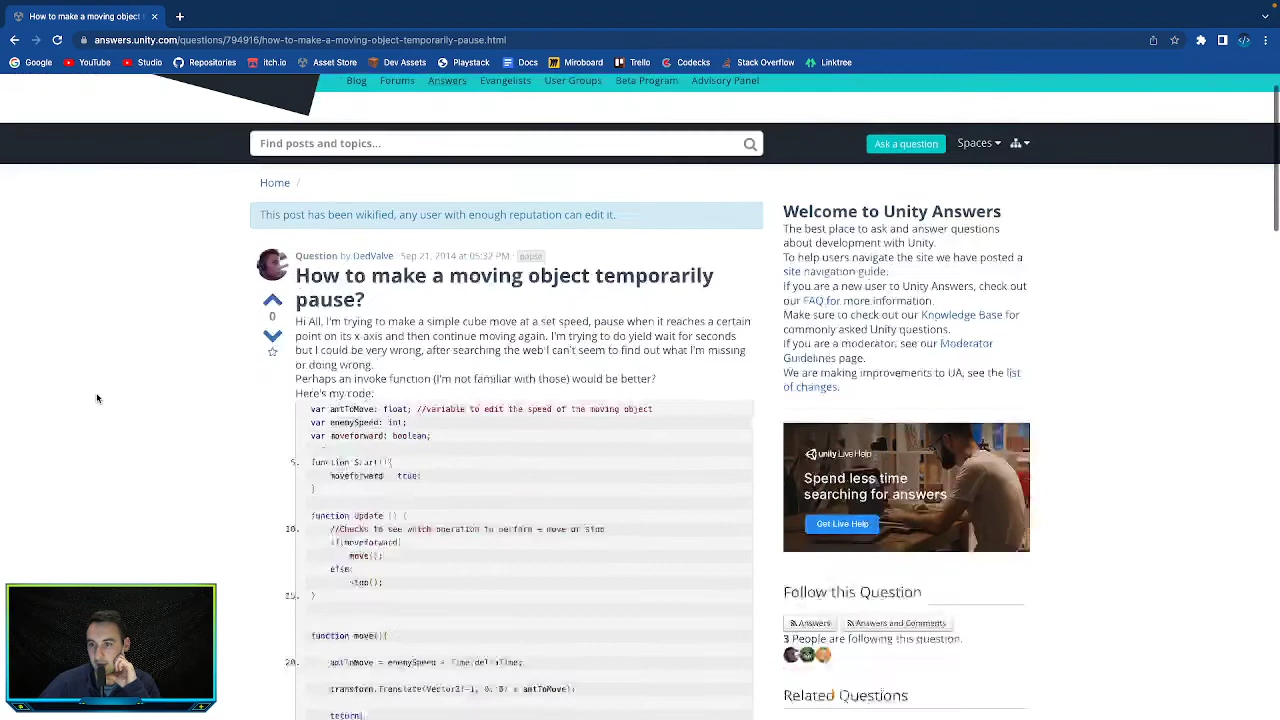 How to make a moving object
answers.unity.com/questions/794916/how-to-make-a-moving-object-temporarily-pause.html
Google YouTube Studio Repositories itch.io Asset Store Dev Assets Playstack Docs Miroboard Trello Codecks Stack Overflow Linktree
Blog Forums Answers Evangelists User Groups Beta Program Advisory Panel
Find posts and topics...
Ask a question Spaces
Home /
This post has been wikified, any user with enough reputation can edit it.
Question by DedValve · Sep 21, 2014 at 05:32 PM · pause
How to make a moving object temporarily
pause?
0
Hi All, I'm trying to make a simple cube move at a set speed, pause when it reaches a certain
point on its x axis and then continue moving again. I'm trying to do yield wait for seconds
but I could be very wrong, after searching the web I can't seem to find out what I'm missing
or doing wrong.
Perhaps an invoke function (I'm not familiar with those) would be better?
Here's my code:
var amtToMove: float; //variable to edit the speed of the moving object
var enemySpeed: int;
var moveforward: boolean;
5.
function Start(){
moveforward = true;
}
function Update () {
10.
//Checks to see which operation to perform - move or stop
if(moveforward)
move();
else
stop();
}
function move(){
20.
amtToMove = enemySpeed * Time.deltaTime;
transform.Translate(Vector3(-1, 0, 0) * amtToMove);
return
Welcome to Unity Answers
The best place to ask and answer questions
about development with Unity.
To help users navigate the site we have posted a
site navigation guide.
If you are a new user to Unity Answers, check out
our FAQ for more information.
Make sure to check out our Knowledge Base for
commonly asked Unity questions.
If you are a moderator, see our Moderator
Guidelines page.
We are making improvements to UA, see the list
of changes.
unity Live Help
Spend less time
searching for answers
Get Live Help
Follow this Question
Answers Answers and Comments
3 People are following this question.
Related Questions